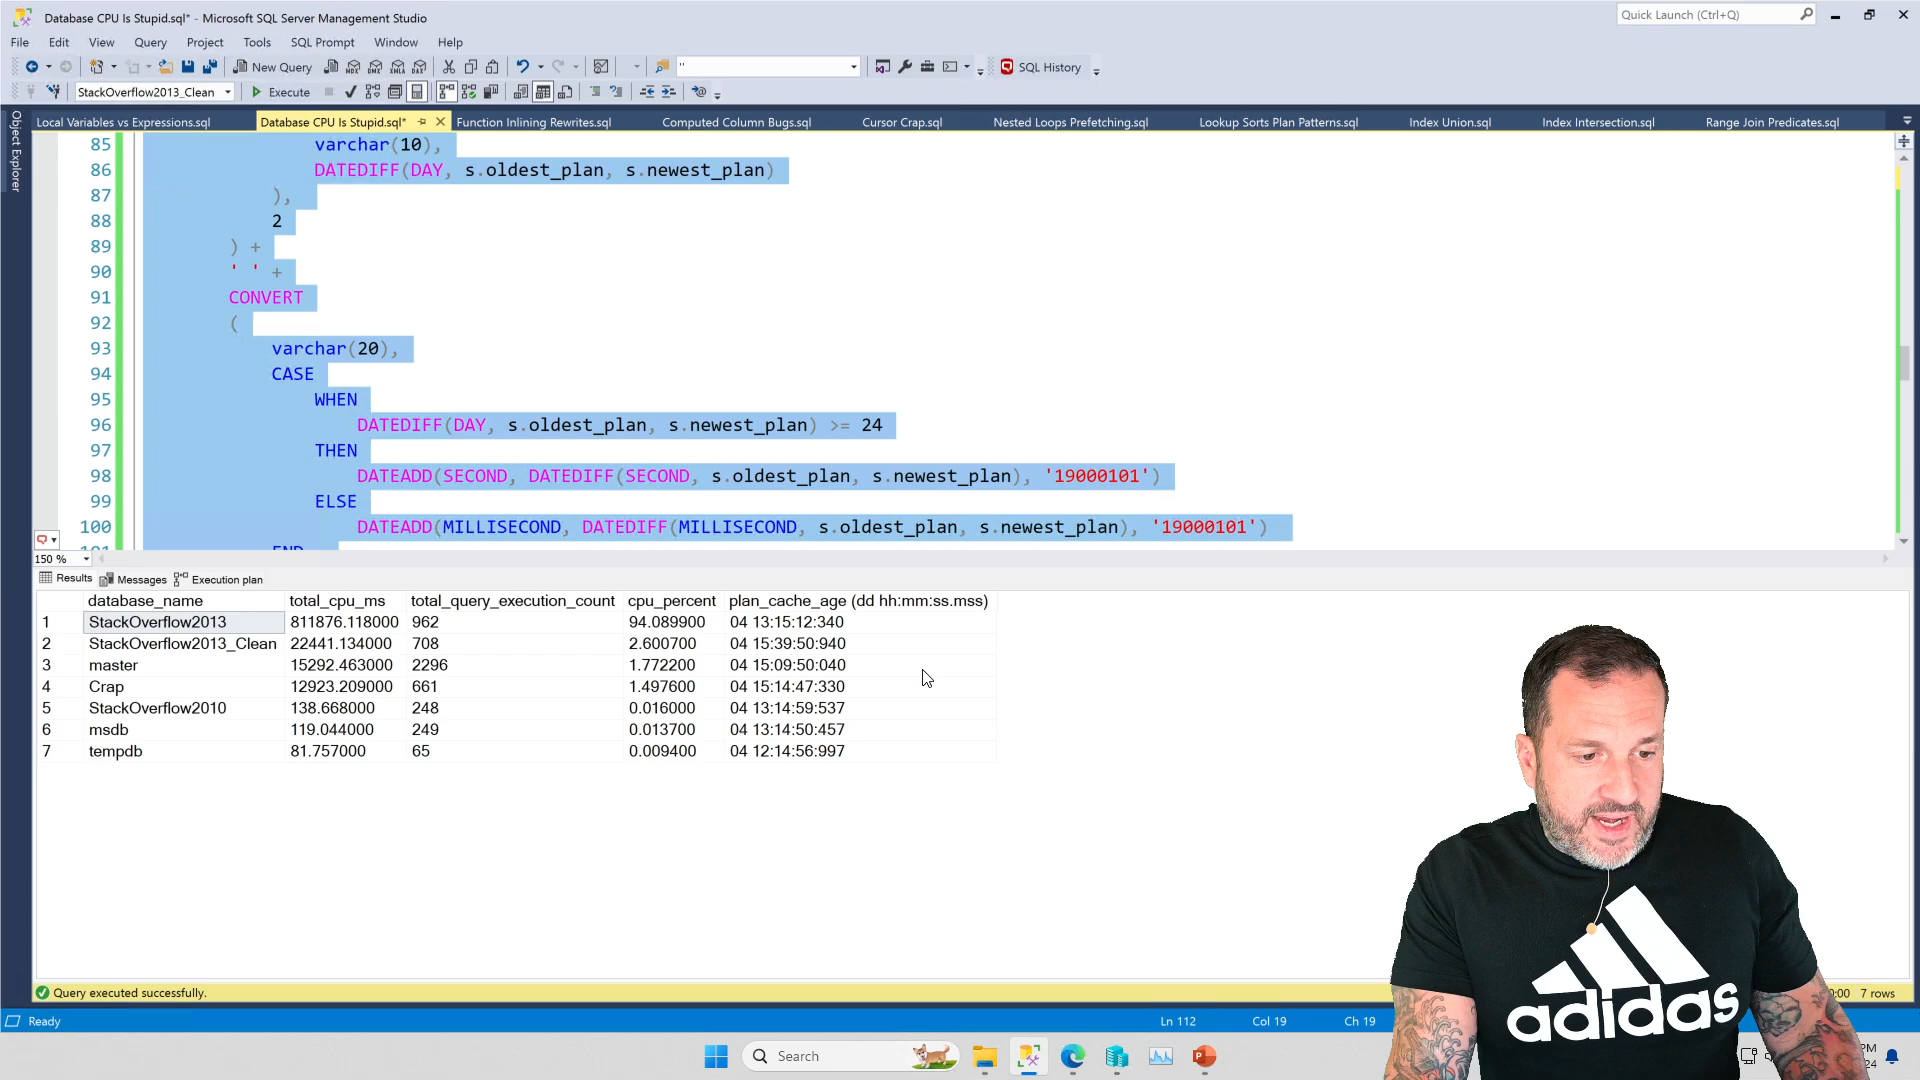 Database CPU Is Stupid.sql* - Microsoft SQL Server Management Studio
Quick Launch (Ctrl+Q)
File Edit View Query Project Tools SQL Prompt Window Help
New Query
MDX DMX XMLA DAX
''
SQL History
StackOverflow2013_Clean
Execute
Object Explorer
Local Variables vs Expressions.sql Database CPU Is Stupid.sql* Function Inlining Rewrites.sql Computed Column Bugs.sql Cursor Crap.sql Nested Loops Prefetching.sql Lookup Sorts Plan Patterns.sql Index Union.sql Index Intersection.sql Range Join Predicates.sql
85 varchar(10),
86 DATEDIFF(DAY, s.oldest_plan, s.newest_plan)
87 ),
88 2
89 ) +
90 ' ' +
91 CONVERT
92 (
93 varchar(20),
94 CASE
95 WHEN
96 DATEDIFF(DAY, s.oldest_plan, s.newest_plan) >= 24
97 THEN
98 DATEADD(SECOND, DATEDIFF(SECOND, s.oldest_plan, s.newest_plan), '19000101')
99 ELSE
100 DATEADD(MILLISECOND, DATEDIFF(MILLISECOND, s.oldest_plan, s.newest_plan), '19000101')
101 END
150 %
Results Messages Execution plan
database_name total_cpu_ms total_query_execution_count cpu_percent plan_cache_age (dd hh:mm:ss.mss)
1 StackOverflow2013 811876.118000 962 94.089900 04 13:15:12:340
2 StackOverflow2013_Clean 22441.134000 708 2.600700 04 15:39:50:940
3 master 15292.463000 2296 1.772200 04 15:09:50:040
4 Crap 12923.209000 661 1.497600 04 15:14:47:330
5 StackOverflow2010 138.668000 248 0.016000 04 13:14:59:537
6 msdb 119.044000 249 0.013700 04 13:14:50:457
7 tempdb 81.757000 65 0.009400 04 12:14:56:997
Query executed successfully.
0:00 7 rows
Ready
Ln 112 Col 19 Ch 19
Search
PM
24
adidas